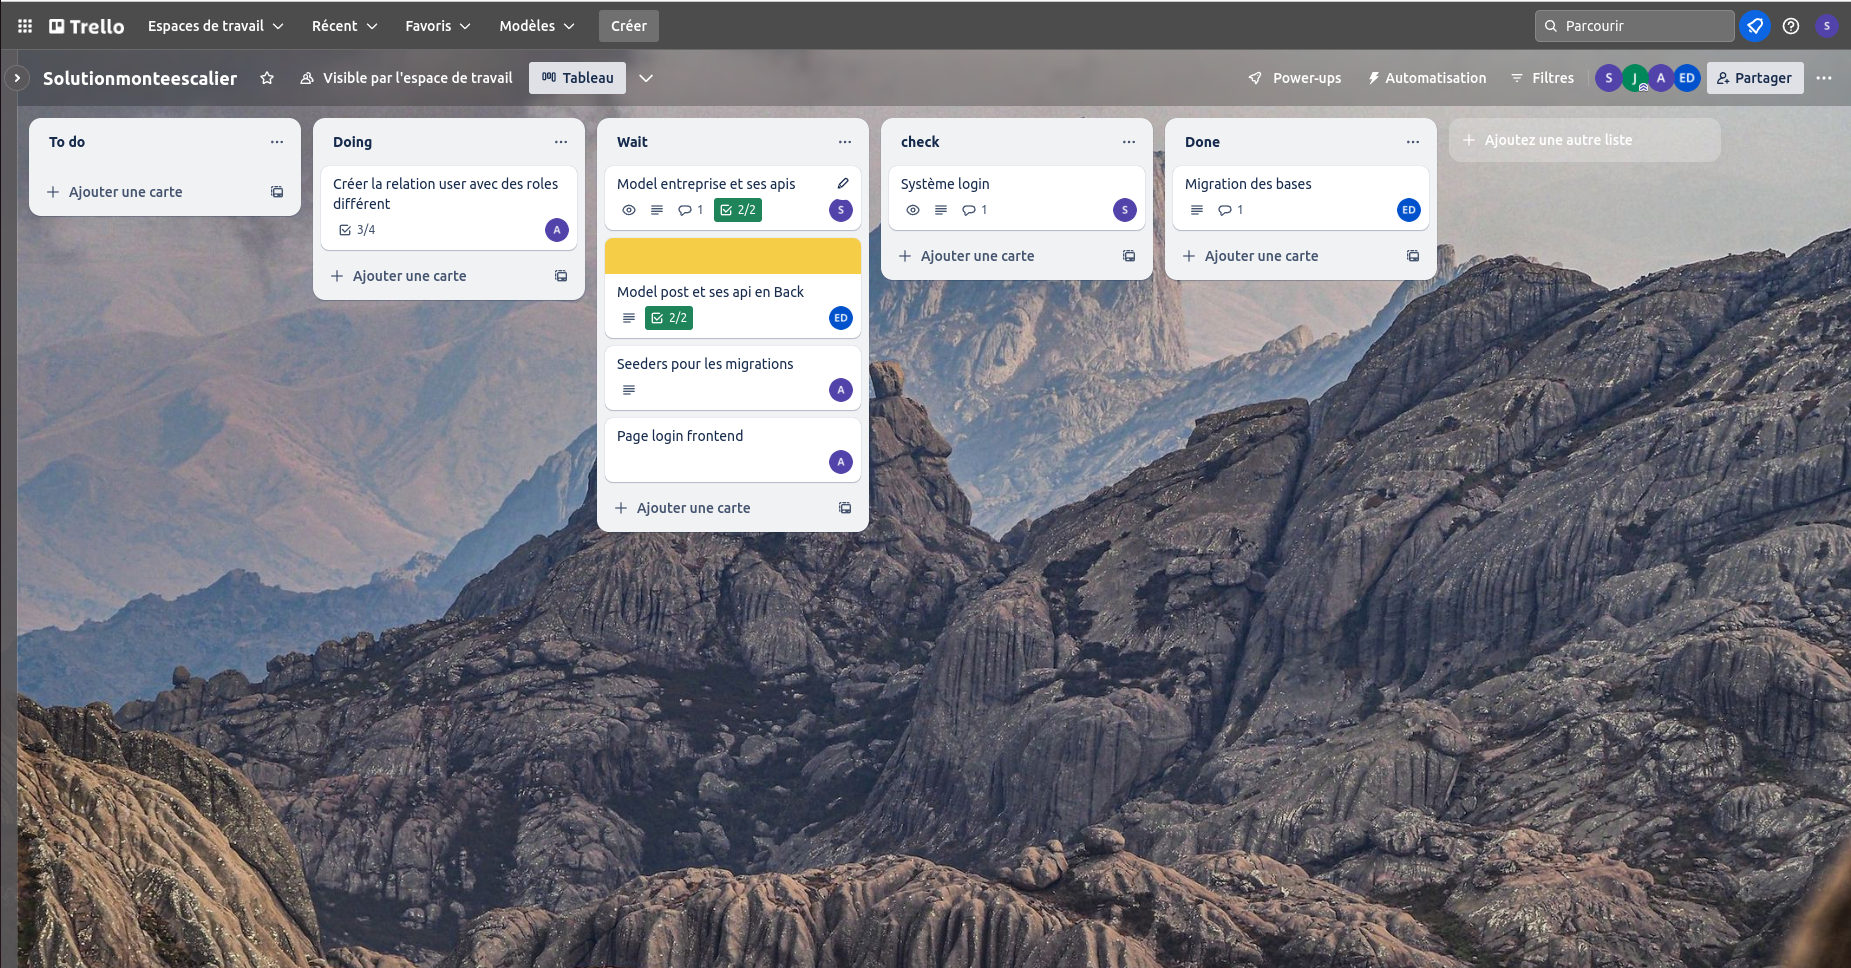 Trello
Espaces de travail
Récent
Favoris
Modèles
Créer
Parcourir
S
Solutionmonteescalier
Visible par l'espace de travail
Tableau
Power-ups
Automatisation
Filtres
S
J
A
ED
Partager
To do
Ajouter une carte
Doing
Créer la relation user avec des roles
différent
3/4
A
Ajouter une carte
Wait
Model entreprise et ses apis
1
2/2
S
Model post et ses api en Back
2/2
ED
Seeders pour les migrations
A
Page login frontend
A
Ajouter une carte
check
Système login
1
S
Ajouter une carte
Done
Migration des bases
1
ED
Ajouter une carte
Ajoutez une autre liste